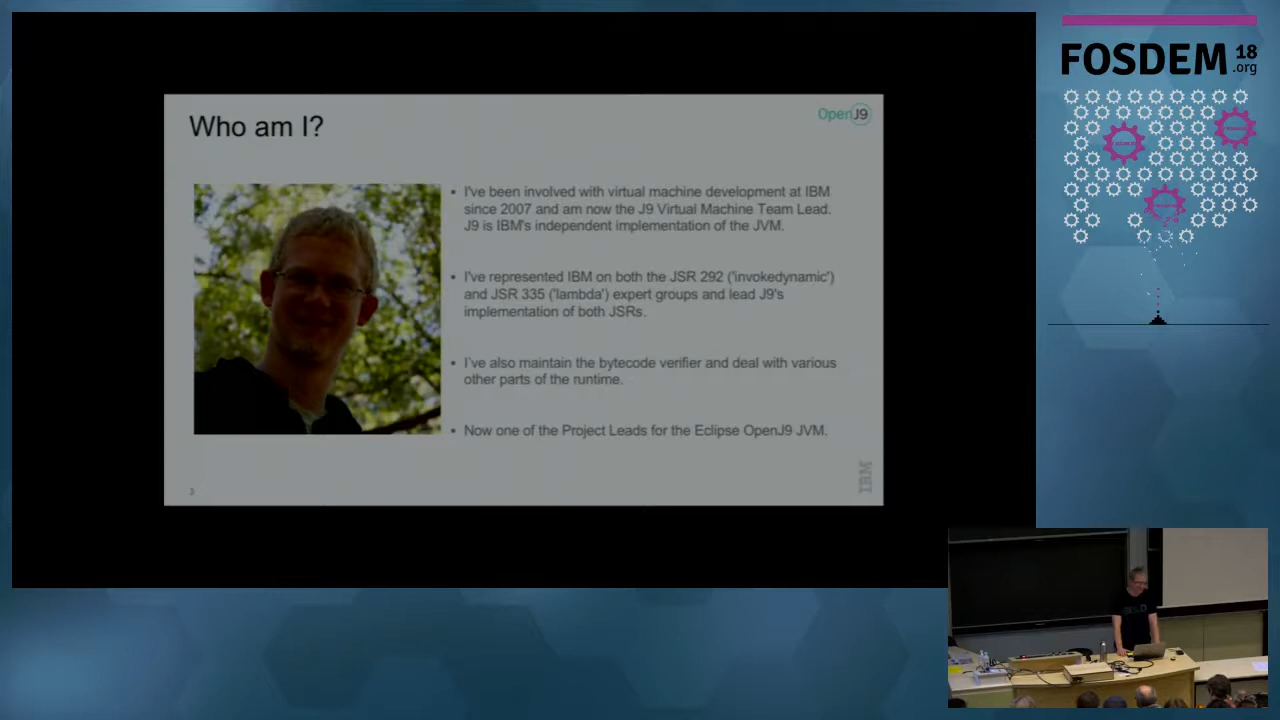 FOSDEM 18
.org
Who am I?
OpenJ9
• I've been involved with virtual machine development at IBM
since 2007 and am now the J9 Virtual Machine Team Lead.
J9 is IBM's independent implementation of the JVM.
• I've represented IBM on both the JSR 292 ('invokedynamic')
and JSR 335 ('lambda') expert groups and lead J9's
implementation of both JSRs.
• I've also maintain the bytecode verifier and deal with various
other parts of the runtime.
• Now one of the Project Leads for the Eclipse OpenJ9 JVM.
3
IBM